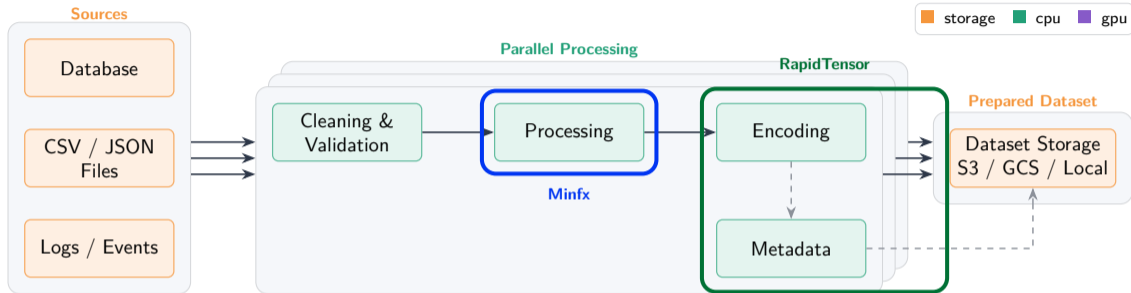 Sources
storage
cpu
gpu
Parallel Processing
RapidTensor
Prepared Dataset
Database
CSV / JSON
Files
Logs / Events
Cleaning &
Validation
Processing
Minfx
Encoding
Metadata
Dataset Storage
S3 / GCS / Local